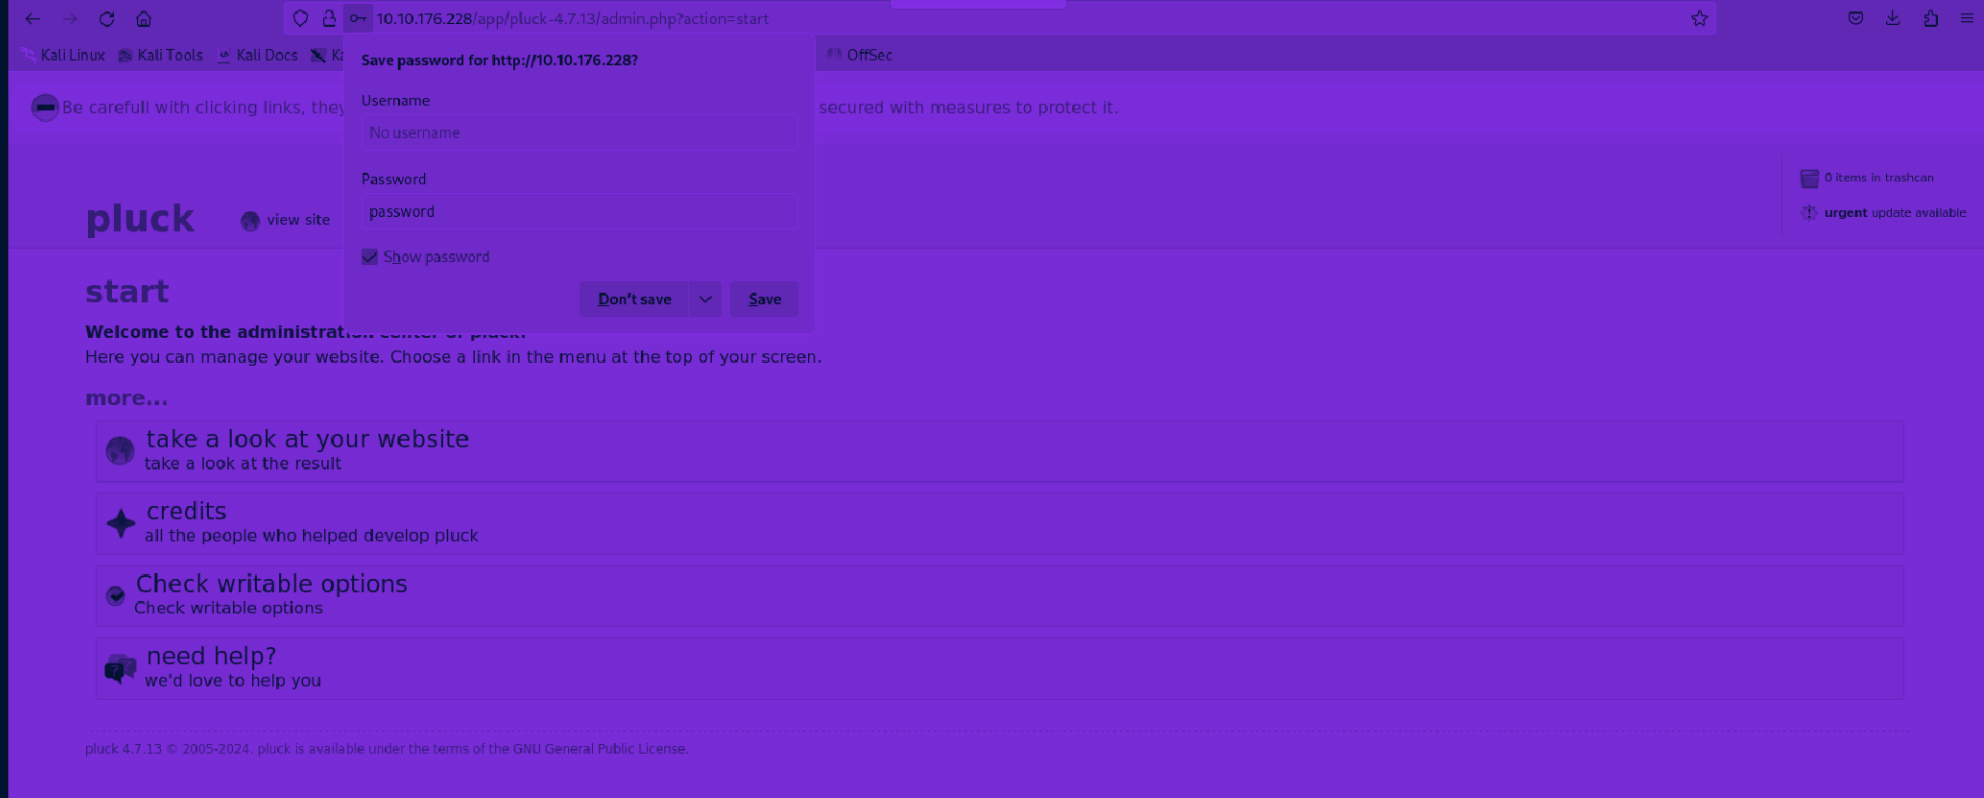 10.10.176.228/app/pluck-4.7.13/admin.php?action=start
Kali Linux Kali Tools Kali Docs Ka OffSec
Save password for http://10.10.176.228?
Username
No username
Password
password
Show password
Don't save Save
Be carefull with clicking links, they secured with measures to protect it.
0 items in trashcan
urgent update available
pluck view site
start
Welcome to the administration center of pluck.
Here you can manage your website. Choose a link in the menu at the top of your screen.
more...
take a look at your website
take a look at the result
credits
all the people who helped develop pluck
Check writable options
Check writable options
need help?
we'd love to help you
pluck 4.7.13 © 2005-2024. pluck is available under the terms of the GNU General Public License.